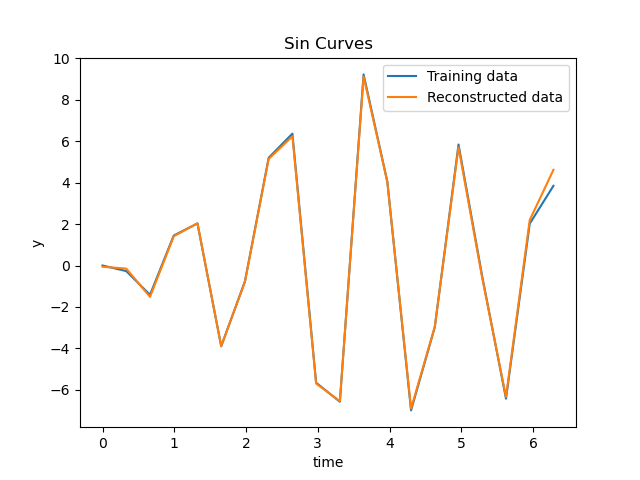 Sin Curves
Training data
Reconstructed data
10
8
6
4
2
0
−2
−4
−6
y
0 1 2 3 4 5 6
time